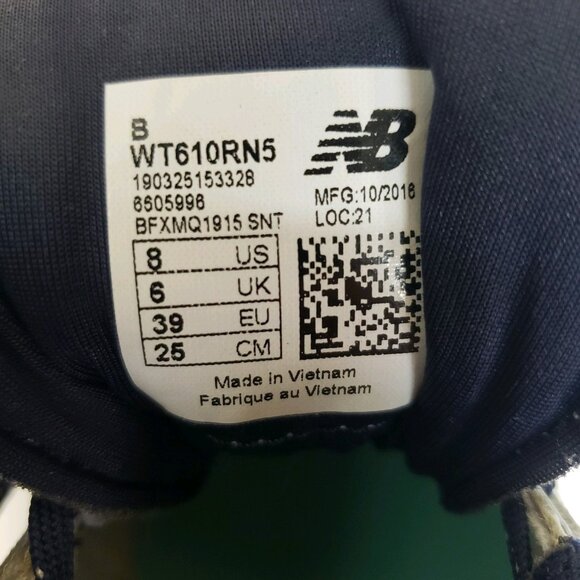 B
WT610RN5
190325153328
6605996
BFXMQ1915 SNT
NB
MFG:10/2016
LOC:21
8 US
6 UK
39 EU
25 CM
Made in Vietnam
Fabrique au Vietnam